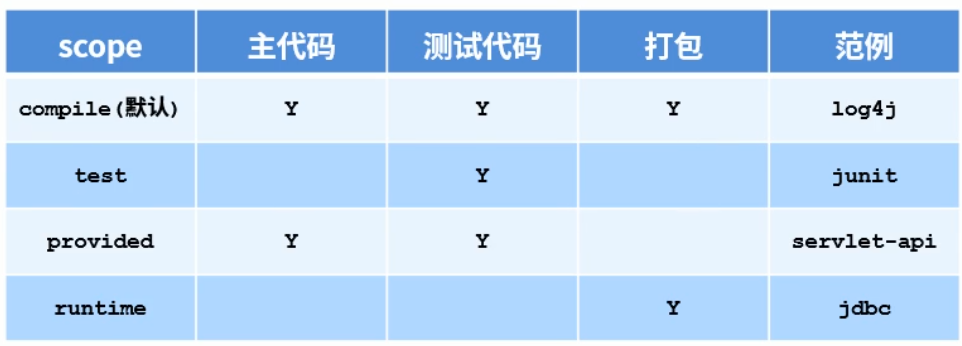 scope 主代码 测试代码 打包 范例
compile(默认) Y Y Y log4j
test Y junit
provided Y Y servlet-api
runtime Y jdbc